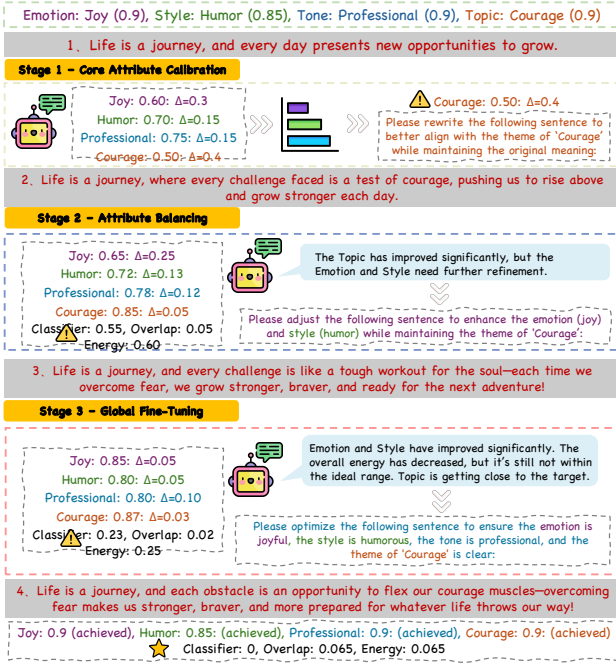 Emotion: Joy (0.9), Style: Humor (0.85), Tone: Professional (0.9), Topic: Courage (0.9)
1、Life is a journey, and every day presents new opportunities to grow.
Stage 1 – Core Attribute Calibration
Joy: 0.60: Δ=0.3
Humor: 0.70: Δ=0.15
Professional: 0.75: Δ=0.15
Courage: 0.50: Δ=0.4
Courage: 0.50: Δ=0.4
Please rewrite the following sentence to
better align with the theme of ‘Courage’
while maintaining the original meaning:
2、Life is a journey, where every challenge faced is a test of courage, pushing us to rise above
and grow stronger each day.
Stage 2 – Attribute Balancing
Joy: 0.65: Δ=0.25
Humor: 0.72: Δ=0.13
Professional: 0.78: Δ=0.12
Courage: 0.85: Δ=0.05
Classifier: 0.55, Overlap: 0.05
Energy: 0.60
The Topic has improved significantly, but the
Emotion and Style need further refinement.
Please adjust the following sentence to enhance the emotion (joy)
and style (humor) while maintaining the theme of ‘Courage’:
3、Life is a journey, and every challenge is like a tough workout for the soul—each time we
overcome fear, we grow stronger, braver, and ready for the next adventure!
Stage 3 – Global Fine-Tuning
Joy: 0.85: Δ=0.05
Humor: 0.80: Δ=0.05
Professional: 0.80: Δ=0.10
Courage: 0.87: Δ=0.03
Classifier: 0.23, Overlap: 0.02
Energy: 0.25
Emotion and Style have improved significantly. The
overall energy has decreased, but it’s still not within
the ideal range. Topic is getting close to the target.
Please optimize the following sentence to ensure the emotion is
joyful, the style is humorous, the tone is professional, and the
theme of ‘Courage’ is clear:
4、Life is a journey, and each obstacle is an opportunity to flex our courage muscles—overcoming
fear makes us stronger, braver, and more prepared for whatever life throws our way!
Joy: 0.9 (achieved), Humor: 0.85: (achieved), Professional: 0.9: (achieved), Courage: 0.9: (achieved)
Classifier: 0, Overlap: 0.065, Energy: 0.065